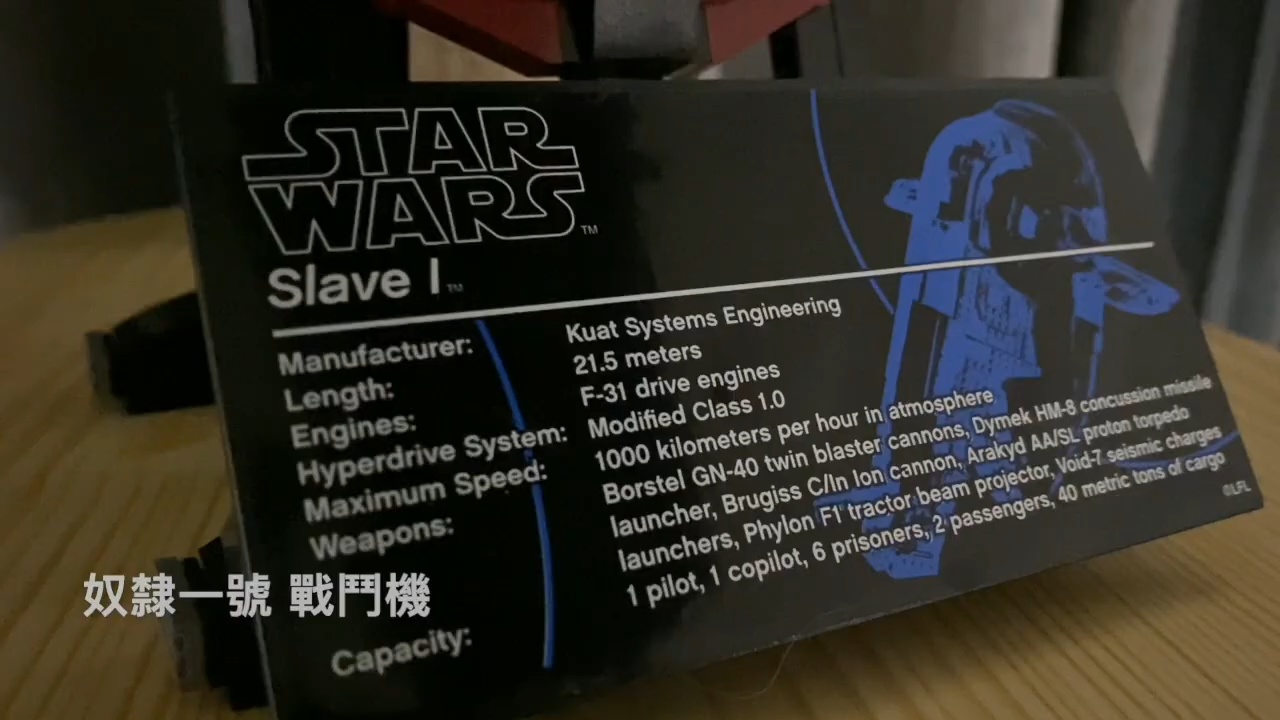 STAR
WARS™
Slave I™
Manufacturer: Kuat Systems Engineering
Length: 21.5 meters
Engines: F-31 drive engines
Hyperdrive System: Modified Class 1.0
Maximum Speed: 1000 kilometers per hour in atmosphere
Weapons: Borstel GN-40 twin blaster cannons, Dymek HM-8 concussion missile
launcher, Brugiss C/In Ion cannon, Arakyd AA/SL proton torpedo
launchers, Phylon F1 tractor beam projector, Void-7 seismic charges
Capacity: 1 pilot, 1 copilot, 6 prisoners, 2 passengers, 40 metric tons of cargo
©LFL
奴隸一號 戰鬥機